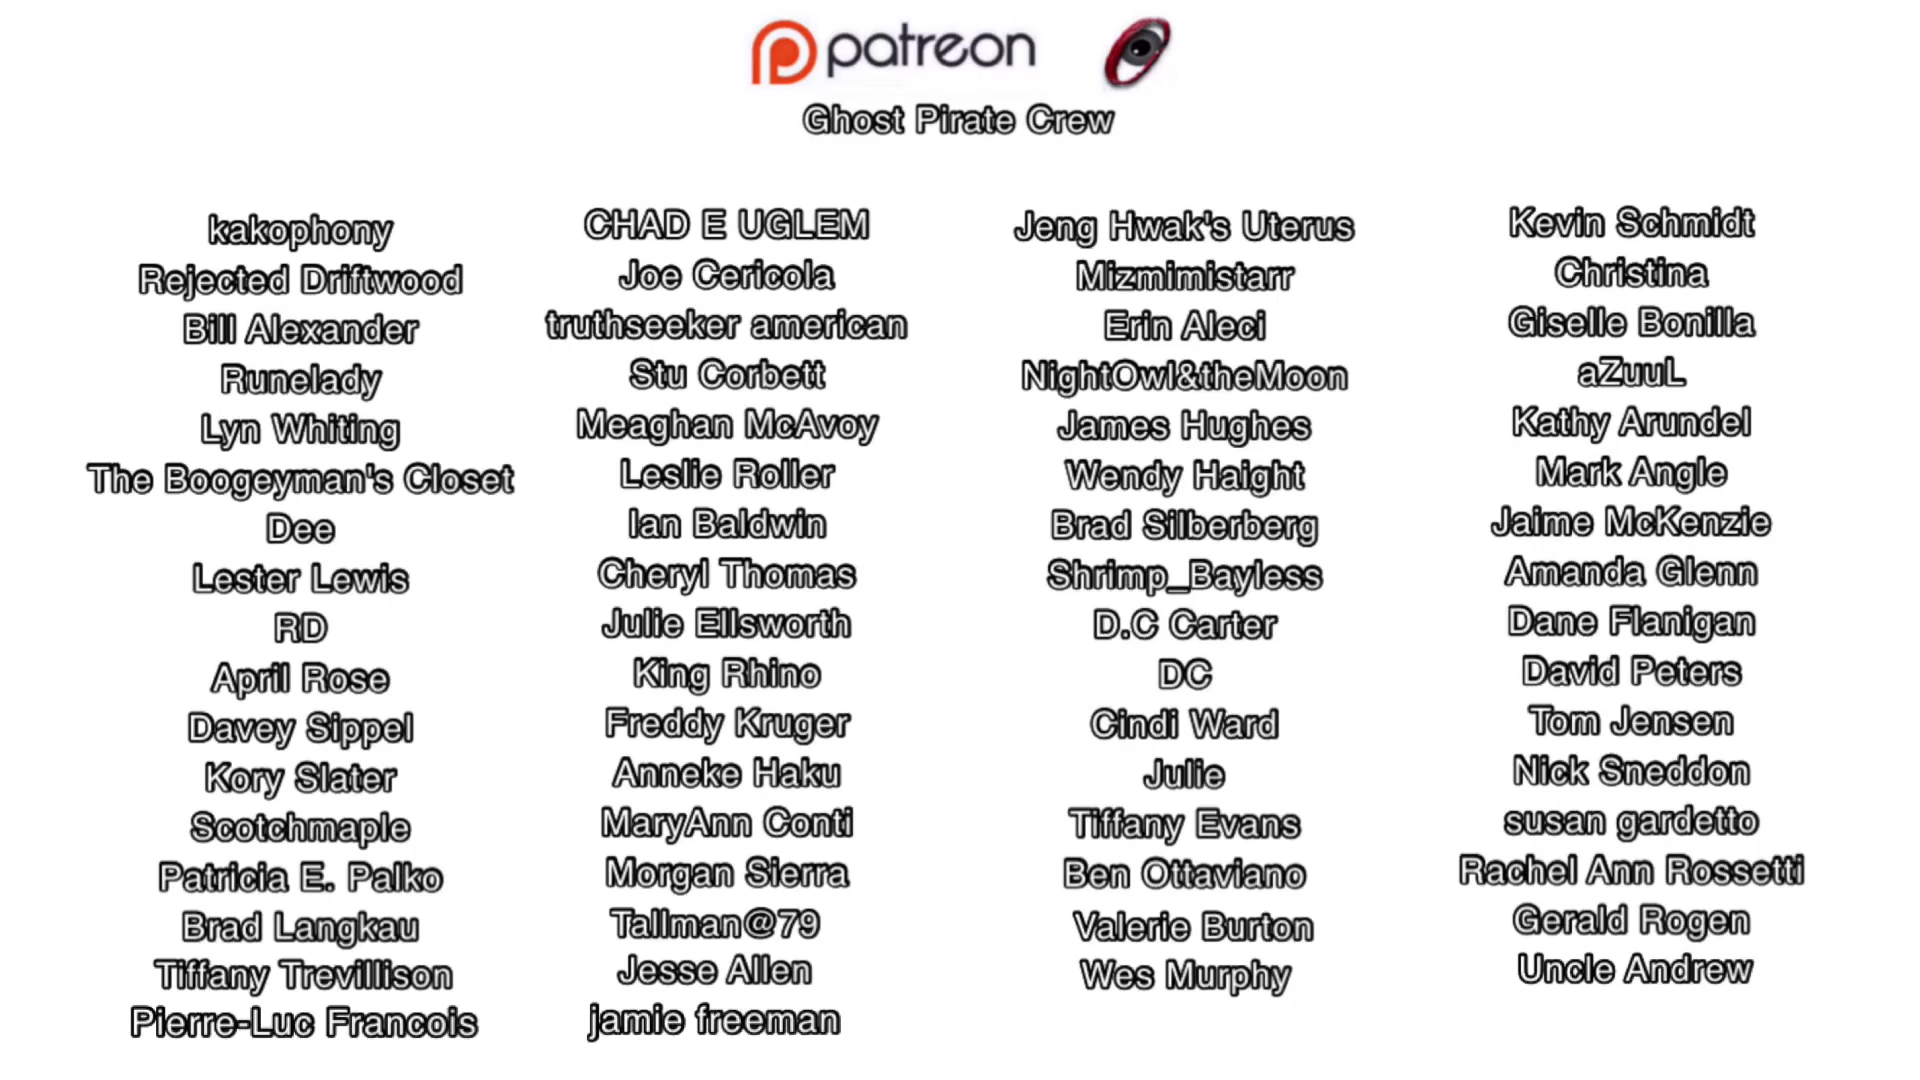 patreon
Ghost Pirate Crew
kakophony
Rejected Driftwood
Bill Alexander
Runelady
Lyn Whiting
The Boogeyman's Closet
Dee
Lester Lewis
RD
April Rose
Davey Sippel
Kory Slater
Scotchmaple
Patricia E. Palko
Brad Langkau
Tiffany Trevillison
Pierre-Luc Francois
CHAD E UGLEM
Joe Cericola
truthseeker american
Stu Corbett
Meaghan McAvoy
Leslie Roller
Ian Baldwin
Cheryl Thomas
Julie Ellsworth
King Rhino
Freddy Kruger
Anneke Haku
MaryAnn Conti
Morgan Sierra
Tallman@79
Jesse Allen
jamie freeman
Jeng Hwak's Uterus
Mizmimistarr
Erin Aleci
NightOwl&theMoon
James Hughes
Wendy Haight
Brad Silberberg
Shrimp_Bayless
D.C Carter
DC
Cindi Ward
Julie
Tiffany Evans
Ben Ottaviano
Valerie Burton
Wes Murphy
Kevin Schmidt
Christina
Giselle Bonilla
aZuuL
Kathy Arundel
Mark Angle
Jaime McKenzie
Amanda Glenn
Dane Flanigan
David Peters
Tom Jensen
Nick Sneddon
susan gardetto
Rachel Ann Rossetti
Gerald Rogen
Uncle Andrew